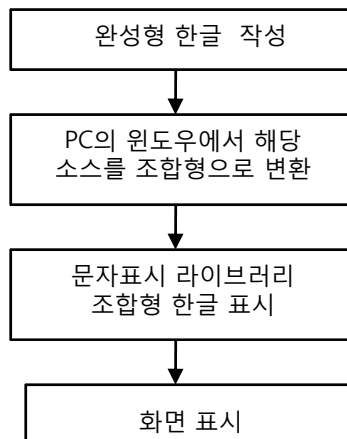 완성형 한글 작성
PC의 윈도우에서 해당
소스를 조합형으로 변환
문자표시 라이브러리
조합형 한글 표시
화면 표시